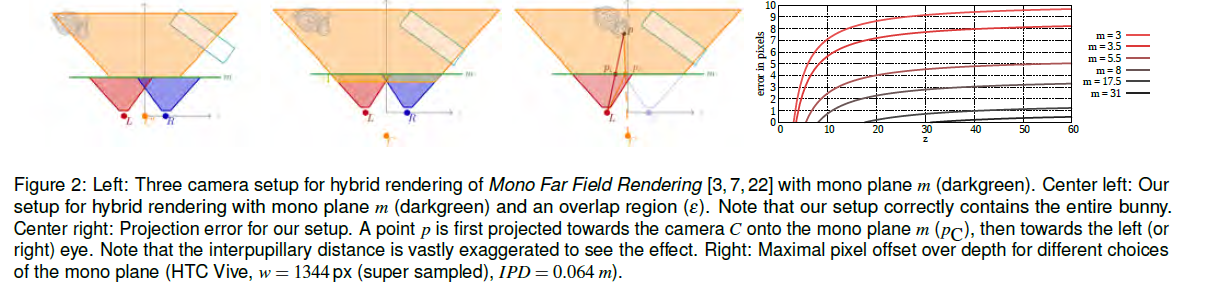 m
m
m
p
L
R
L
R
L
10
9
8
7
6
5
4
3
2
1
0
error in pixels
0
10
20
30
40
50
60
z
m = 3
m = 3.5
m = 5.5
m = 8
m = 17.5
m = 31
Figure 2: Left: Three camera setup for hybrid rendering of Mono Far Field Rendering [3, 7, 22] with mono plane m (darkgreen). Center left: Our
setup for hybrid rendering with mono plane m (darkgreen) and an overlap region (ε). Note that our setup correctly contains the entire bunny.
Center right: Projection error for our setup. A point p is first projected towards the camera C onto the mono plane m (pC), then towards the left (or
right) eye. Note that the interpupillary distance is vastly exaggerated to see the effect. Right: Maximal pixel offset over depth for different choices
of the mono plane (HTC Vive, w = 1344 px (super sampled), IPD = 0.064 m).